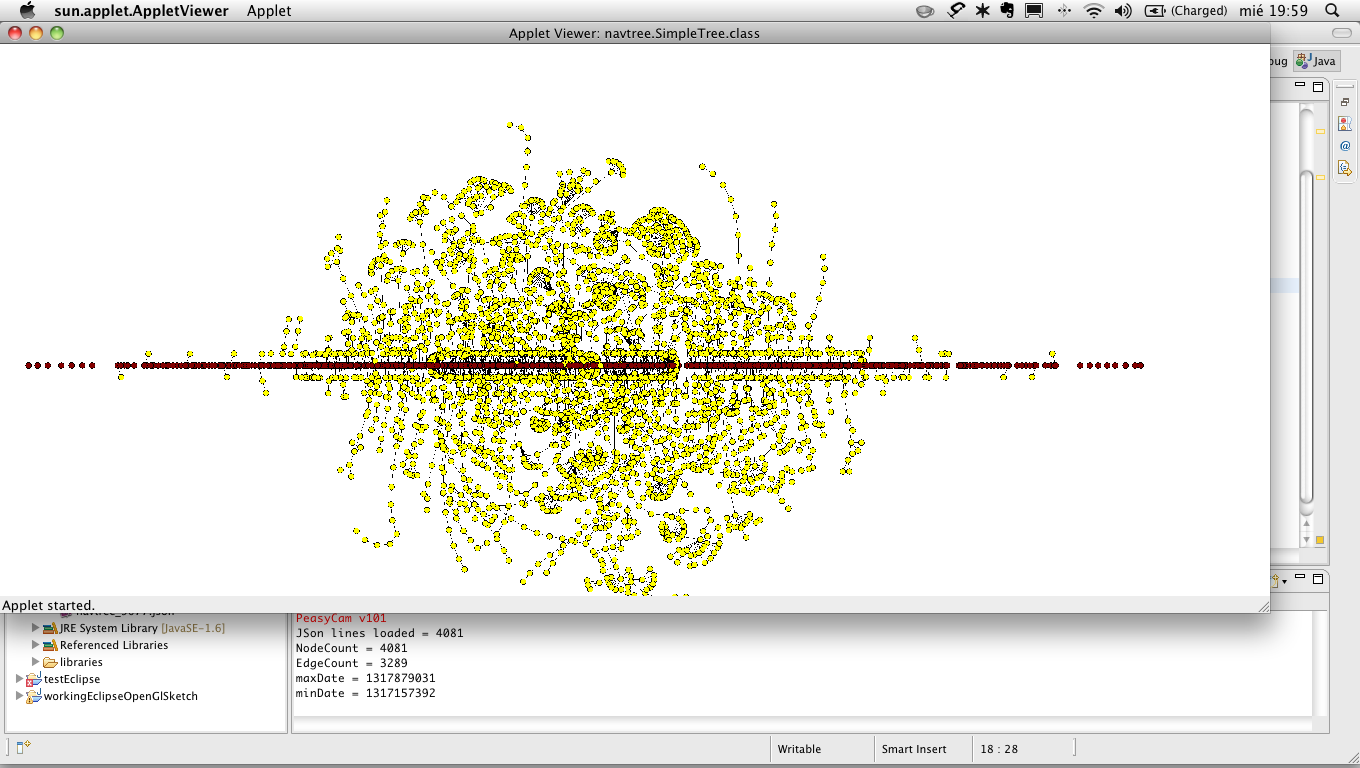 sun.applet.AppletViewer Applet (Charged) mié 19:59
Applet Viewer: navtree.SimpleTree.class
bug Java
Applet started.
JRE System Library [JavaSE-1.6]
Referenced Libraries
libraries
testEclipse
workingEclipseOpenGlSketch
PeasyCam v101
JSon lines loaded = 4081
NodeCount = 4081
EdgeCount = 3289
maxDate = 1317879031
minDate = 1317157392
Writable Smart Insert 18 : 28